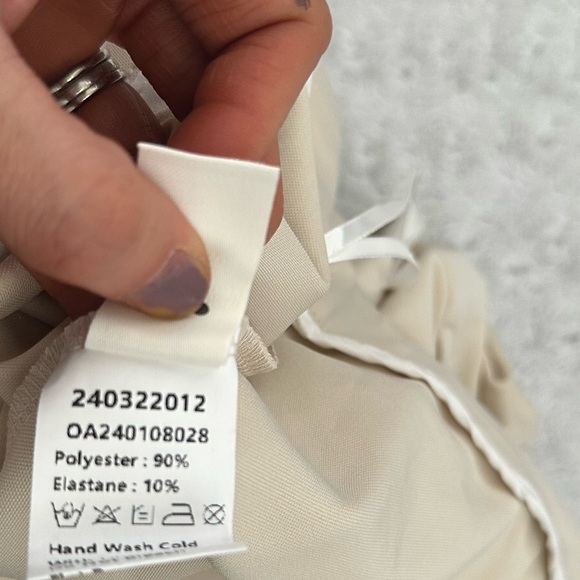 240322012
OA240108028
Polyester : 90%
Elastane : 10%
Hand Wash Cold